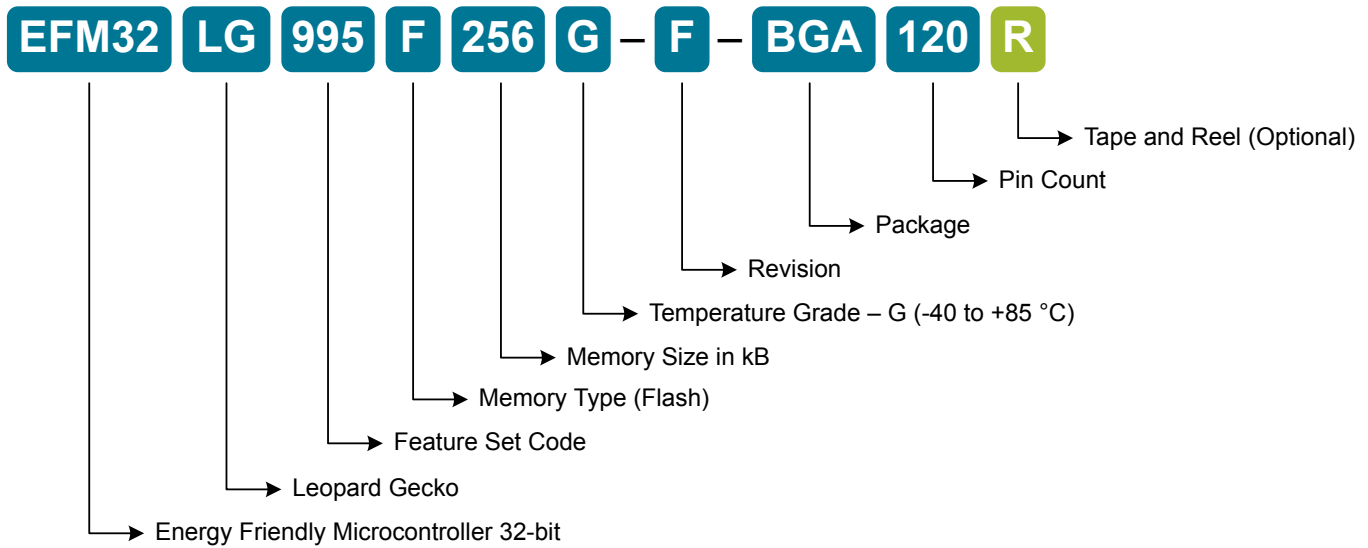 EFM32 LG 995 F 256 G – F – BGA 120 R
Tape and Reel (Optional)
Pin Count
Package
Revision
Temperature Grade – G (-40 to +85 °C)
Memory Size in kB
Memory Type (Flash)
Feature Set Code
Leopard Gecko
Energy Friendly Microcontroller 32-bit